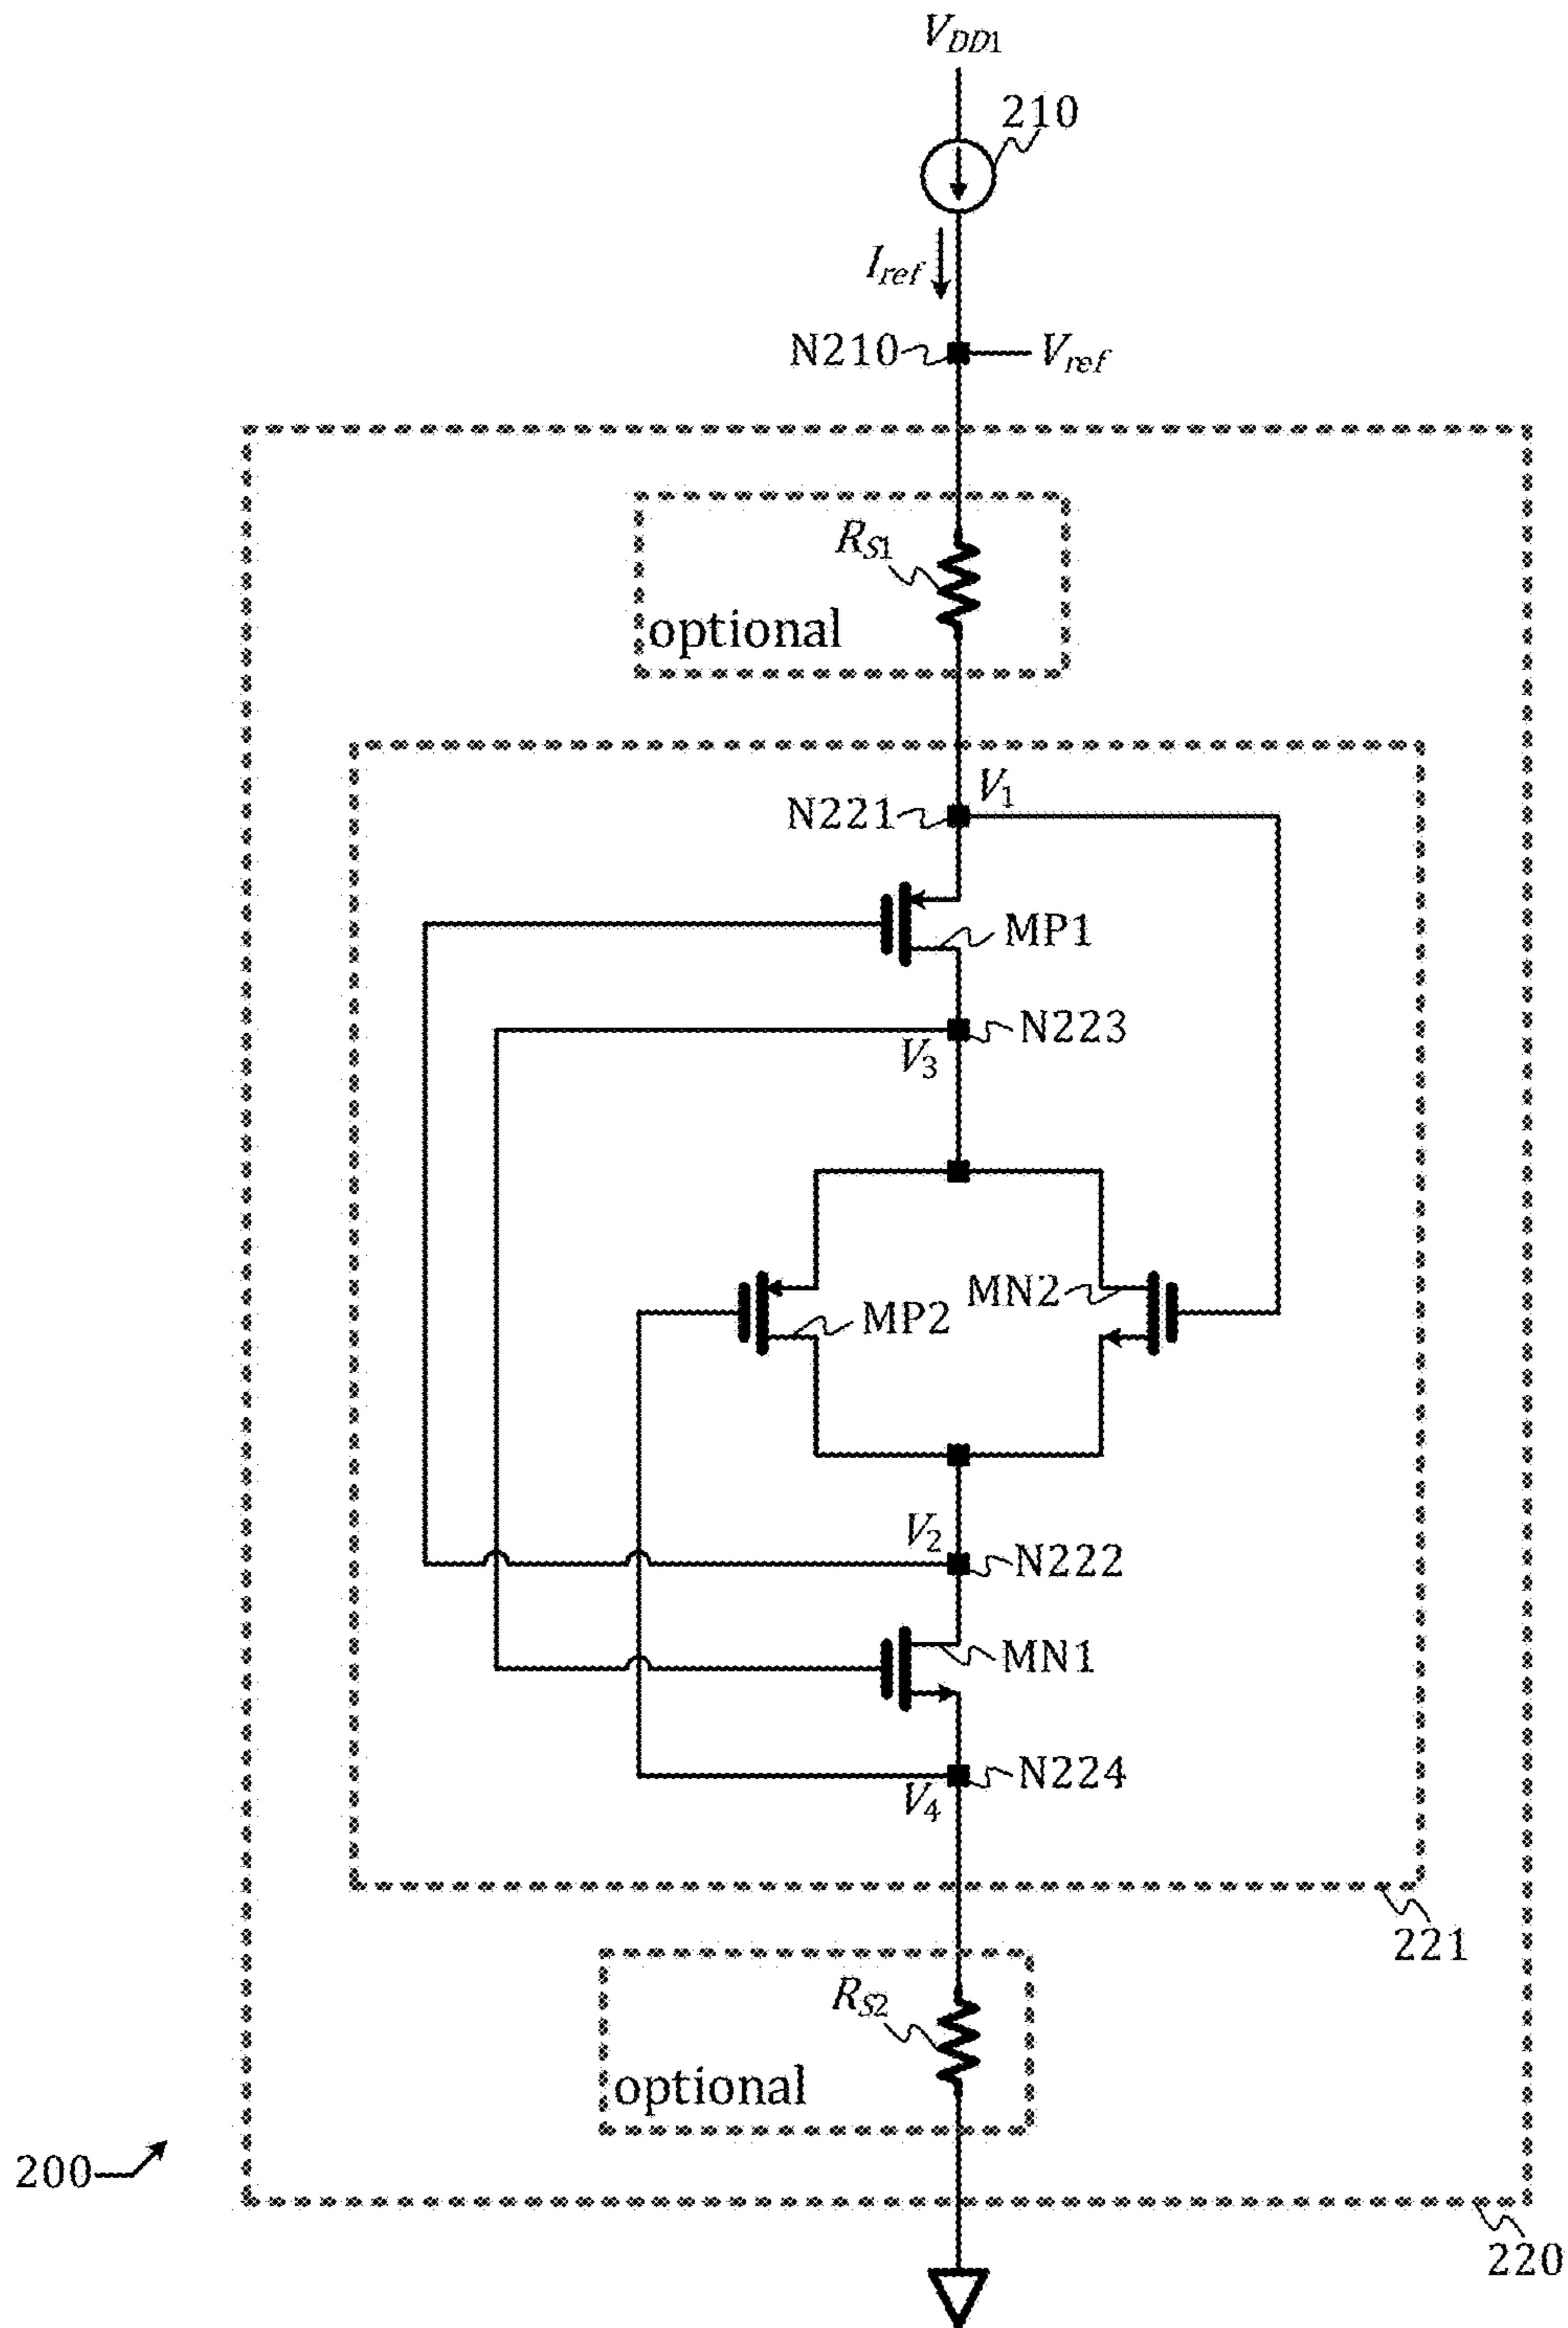 V_DD1
210
I_ref
N210
V_ref
R_S1
optional
V_1
N221
MP1
N223
V_3
MN2
MP2
V_2
N222
MN1
N224
V_4
221
R_S2
optional
200
220